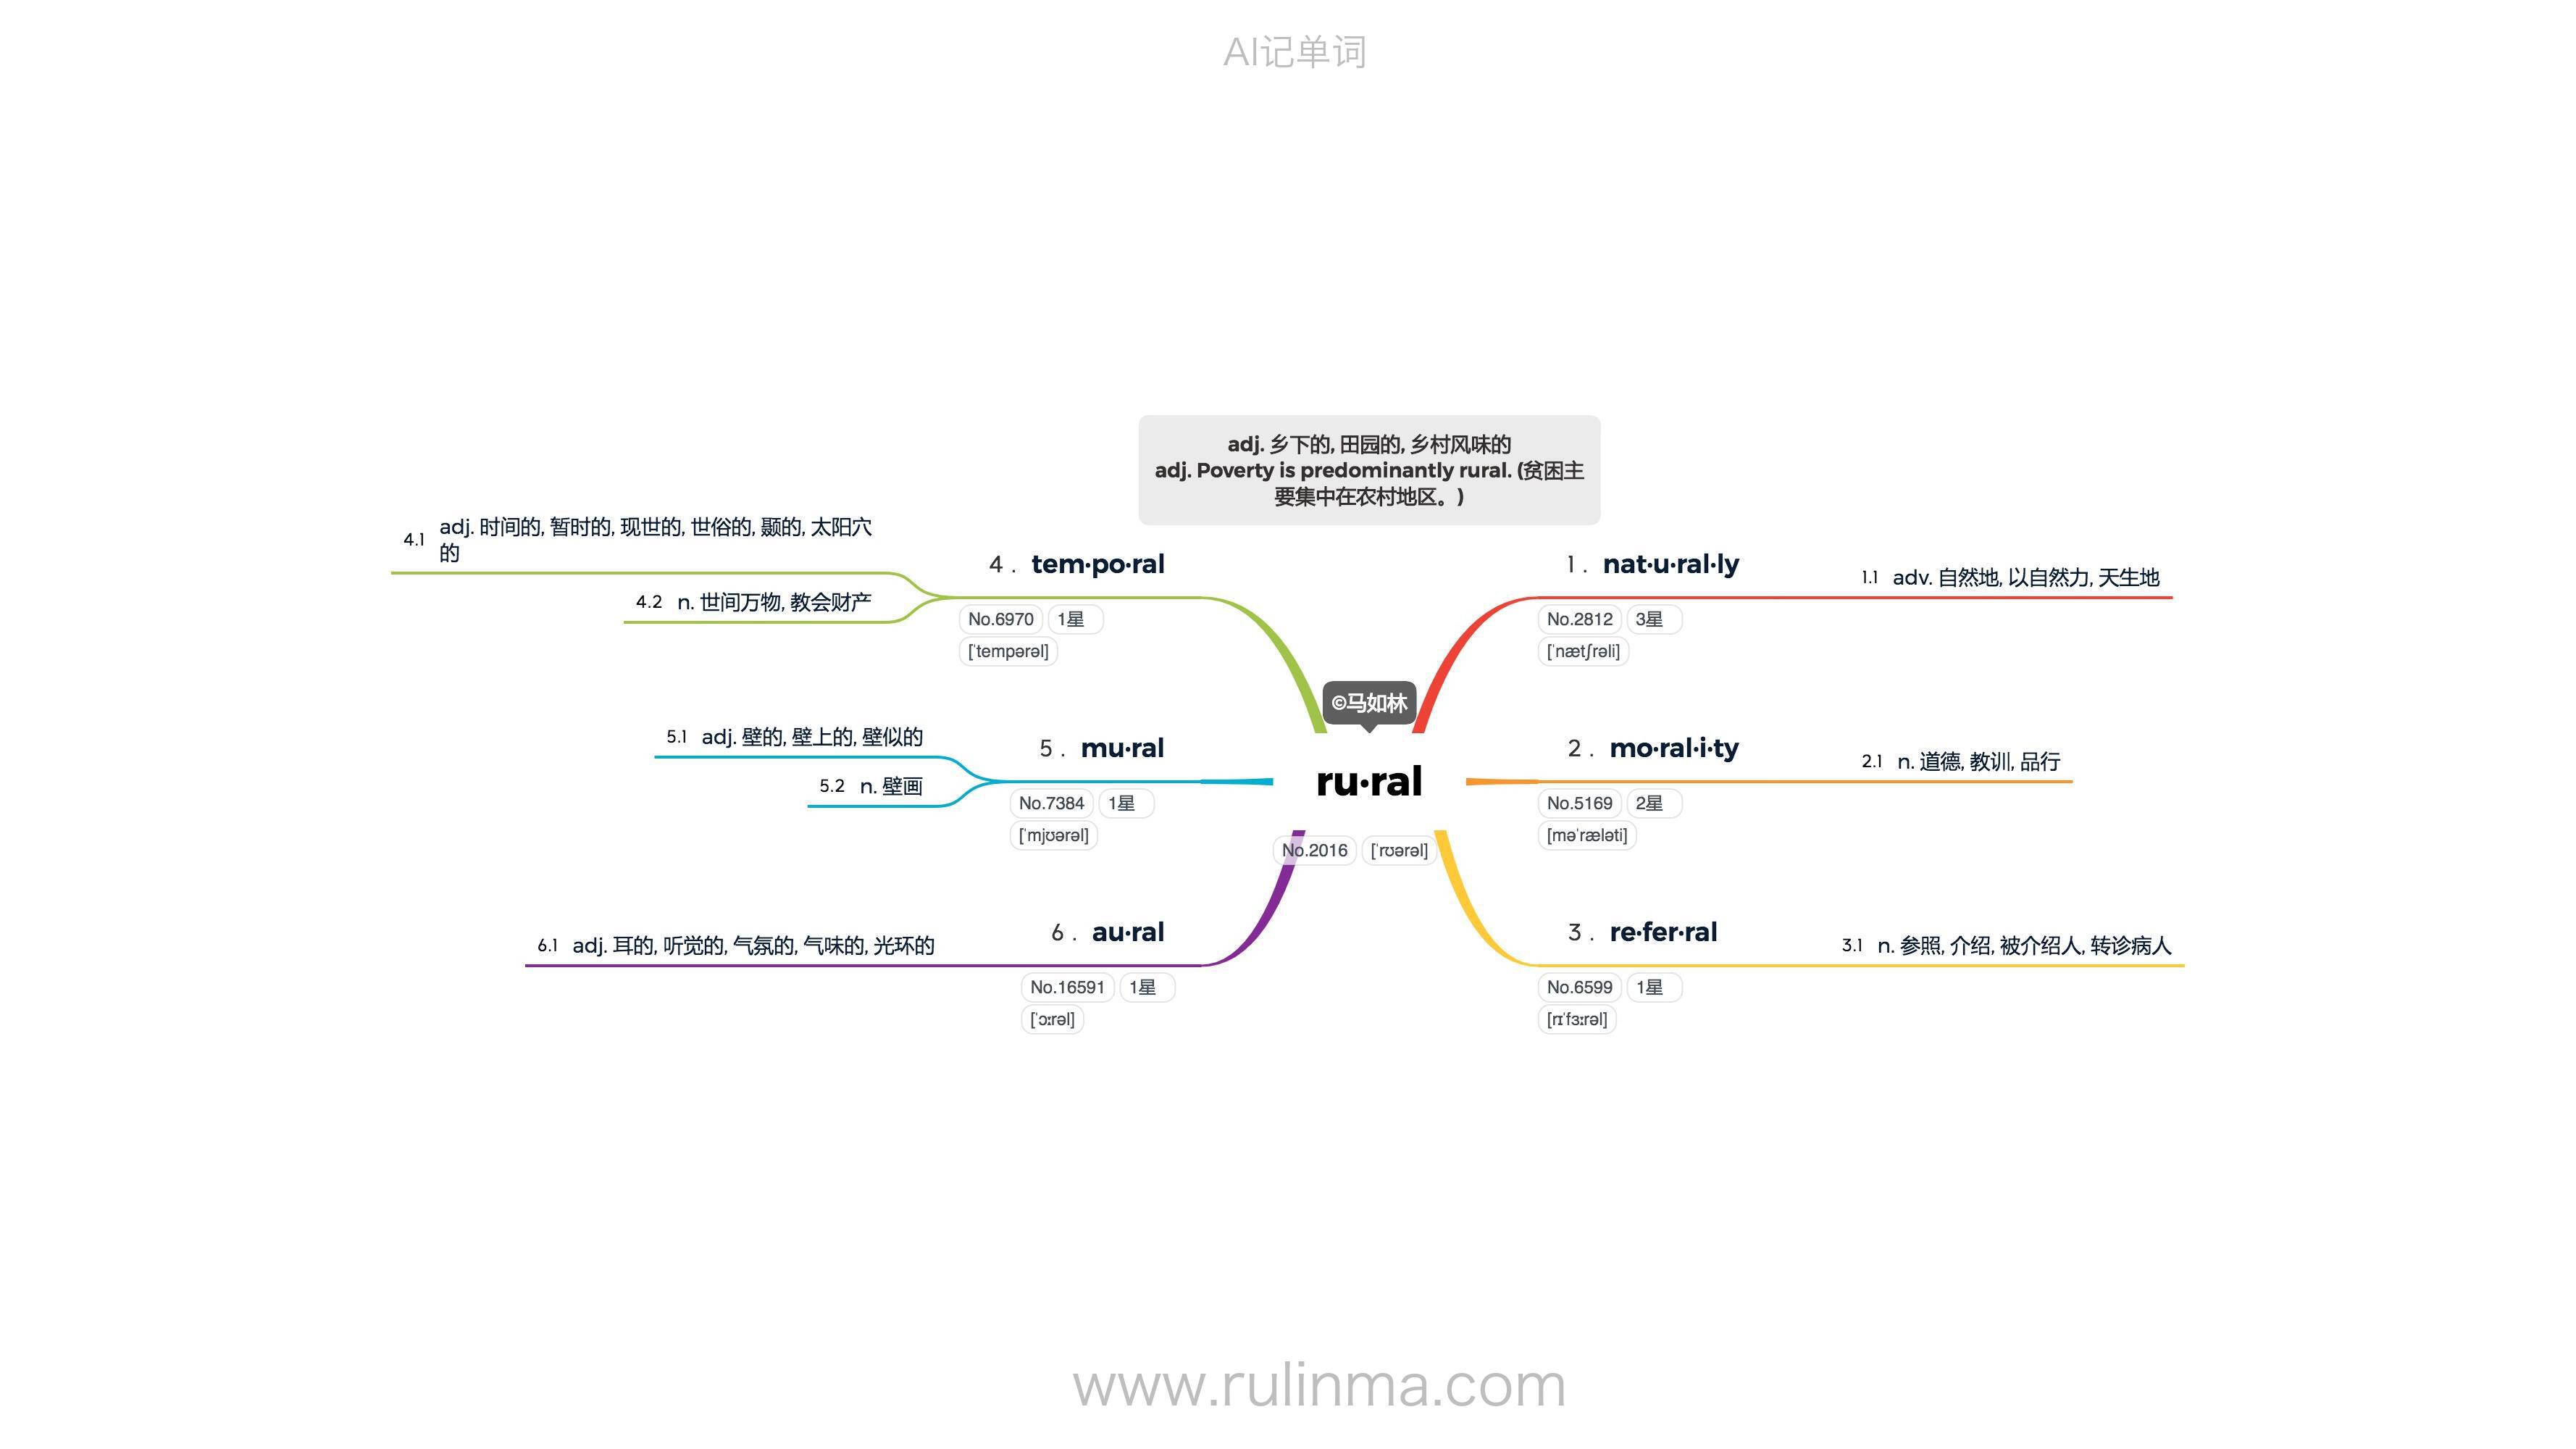 AI记单词
adj. 乡下的, 田园的, 乡村风味的
adj. Poverty is predominantly rural. (贫困主
要集中在农村地区。)
©马如林
ru·ral
No.2016 [ˈrʊərəl]
1. nat·u·ral·ly
No.2812 3星
[ˈnætʃrəli]
1.1 adv. 自然地, 以自然力, 天生地
2. mo·ral·i·ty
No.5169 2星
[məˈræləti]
2.1 n. 道德, 教训, 品行
3. re·fer·ral
No.6599 1星
[rɪˈfɜːrəl]
3.1 n. 参照, 介绍, 被介绍人, 转诊病人
4. tem·po·ral
No.6970 1星
[ˈtempərəl]
4.1 adj. 时间的, 暂时的, 现世的, 世俗的, 颞的, 太阳穴
的
4.2 n. 世间万物, 教会财产
5. mu·ral
No.7384 1星
[ˈmjʊərəl]
5.1 adj. 壁的, 壁上的, 壁似的
5.2 n. 壁画
6. au·ral
No.16591 1星
[ˈɔːrəl]
6.1 adj. 耳的, 听觉的, 气氛的, 气味的, 光环的
www.rulinma.com